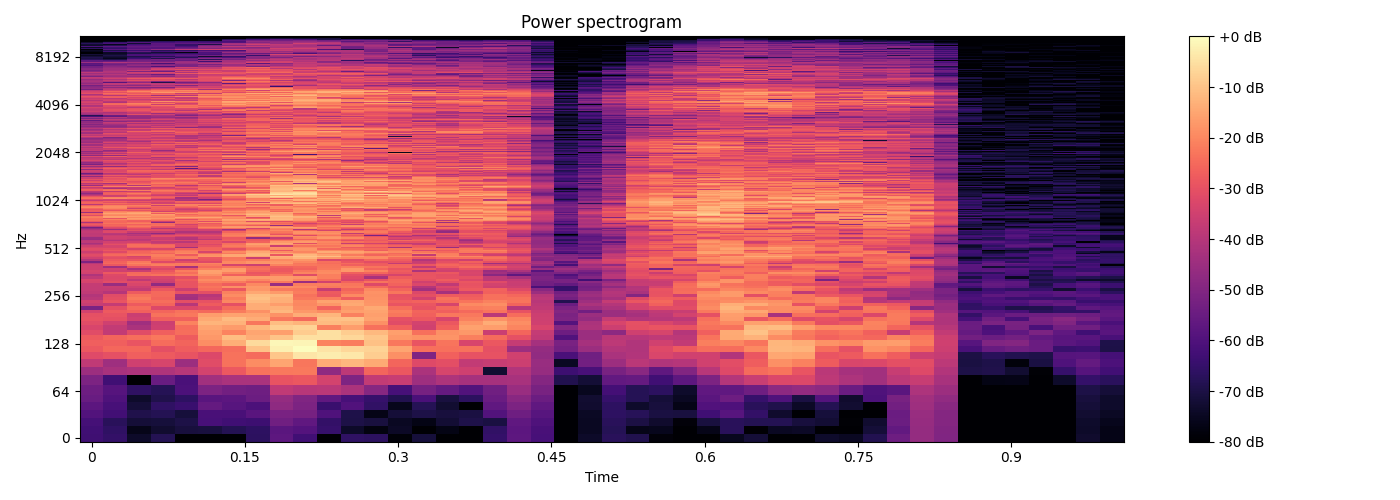 Power spectrogram
Hz
8192
4096
2048
1024
512
256
128
64
0
0 0.15 0.3 0.45 0.6 0.75 0.9
Time
+0 dB
-10 dB
-20 dB
-30 dB
-40 dB
-50 dB
-60 dB
-70 dB
-80 dB